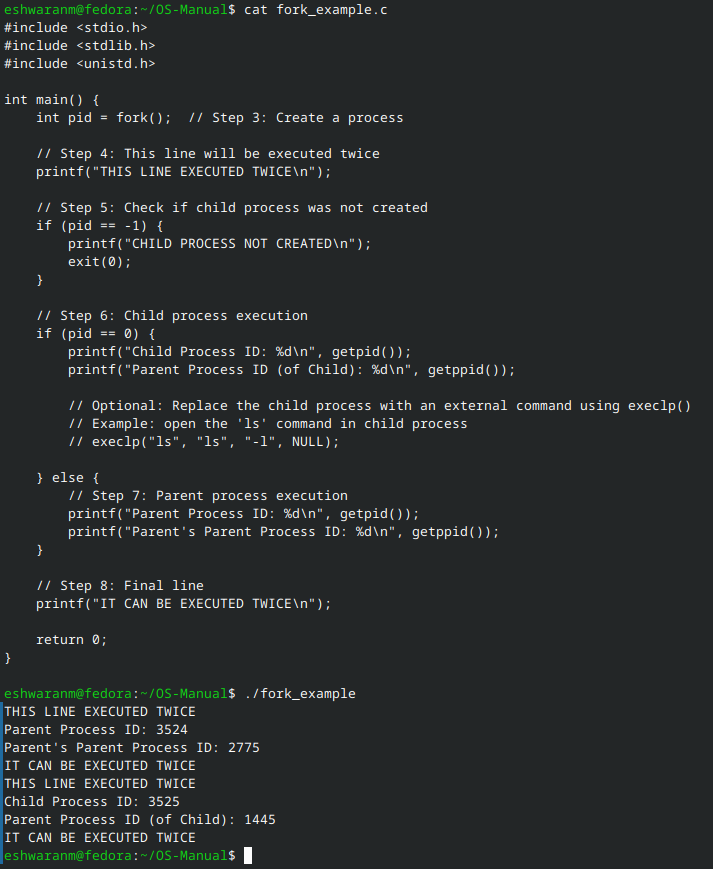 eshwaranm@fedora:~/OS-Manual$ cat fork_example.c
#include <stdio.h>
#include <stdlib.h>
#include <unistd.h>

int main() {
    int pid = fork();  // Step 3: Create a process

    // Step 4: This line will be executed twice
    printf("THIS LINE EXECUTED TWICE\n");

    // Step 5: Check if child process was not created
    if (pid == -1) {
        printf("CHILD PROCESS NOT CREATED\n");
        exit(0);
    }

    // Step 6: Child process execution
    if (pid == 0) {
        printf("Child Process ID: %d\n", getpid());
        printf("Parent Process ID (of Child): %d\n", getppid());

        // Optional: Replace the child process with an external command using execlp()
        // Example: open the 'ls' command in child process
        // execlp("ls", "ls", "-l", NULL);

    } else {
        // Step 7: Parent process execution
        printf("Parent Process ID: %d\n", getpid());
        printf("Parent's Parent Process ID: %d\n", getppid());
    }

    // Step 8: Final line
    printf("IT CAN BE EXECUTED TWICE\n");

    return 0;
}

eshwaranm@fedora:~/OS-Manual$ ./fork_example
THIS LINE EXECUTED TWICE
Parent Process ID: 3524
Parent's Parent Process ID: 2775
IT CAN BE EXECUTED TWICE
THIS LINE EXECUTED TWICE
Child Process ID: 3525
Parent Process ID (of Child): 1445
IT CAN BE EXECUTED TWICE
eshwaranm@fedora:~/OS-Manual$